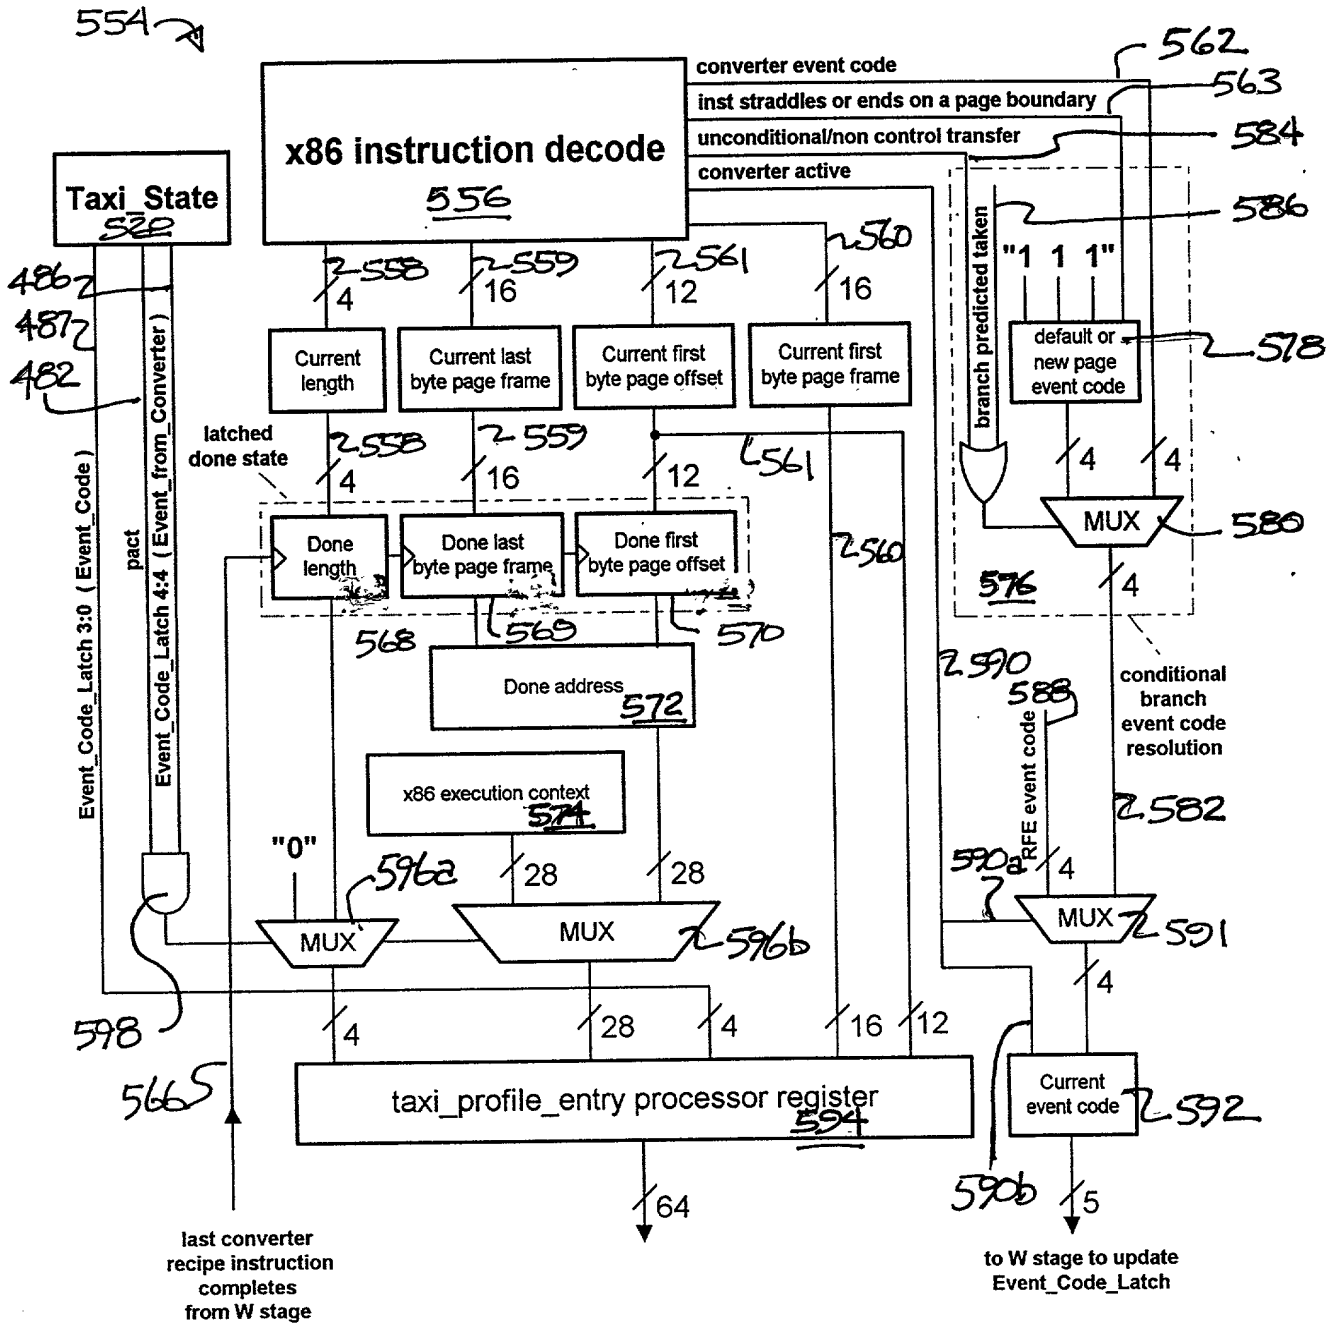 554
562
converter event code
563
inst straddles or ends on a page boundary
584
unconditional/non control transfer
converter active
x86 instruction decode
556
Taxi_State
520
586
branch predicted taken
"1 1 1"
486
487
482
558
559
561
560
4
16
12
16
Current
length
Current last
byte page frame
Current first
byte page offset
Current first
byte page frame
default or
new page
event code
578
latched
done state
558
559
561
4
16
12
4
4
MUX
580
Done
length
Done last
byte page frame
Done first
byte page offset
560
576
4
568
569
570
Event_Code_Latch 3:0 ( Event_Code )
pact
Event_Code_Latch 4:4 ( Event_from_Converter )
Done address
572
590
588
conditional
branch
event code
resolution
RFE event code
x86 execution context
574
582
"0"
596a
28
28
590a
4
MUX
MUX
596b
MUX
591
4
598
4
28
4
16
12
566
taxi_profile_entry processor register
594
Current
event code
592
590b
64
5
last converter
recipe instruction
completes
from W stage
to W stage to update
Event_Code_Latch